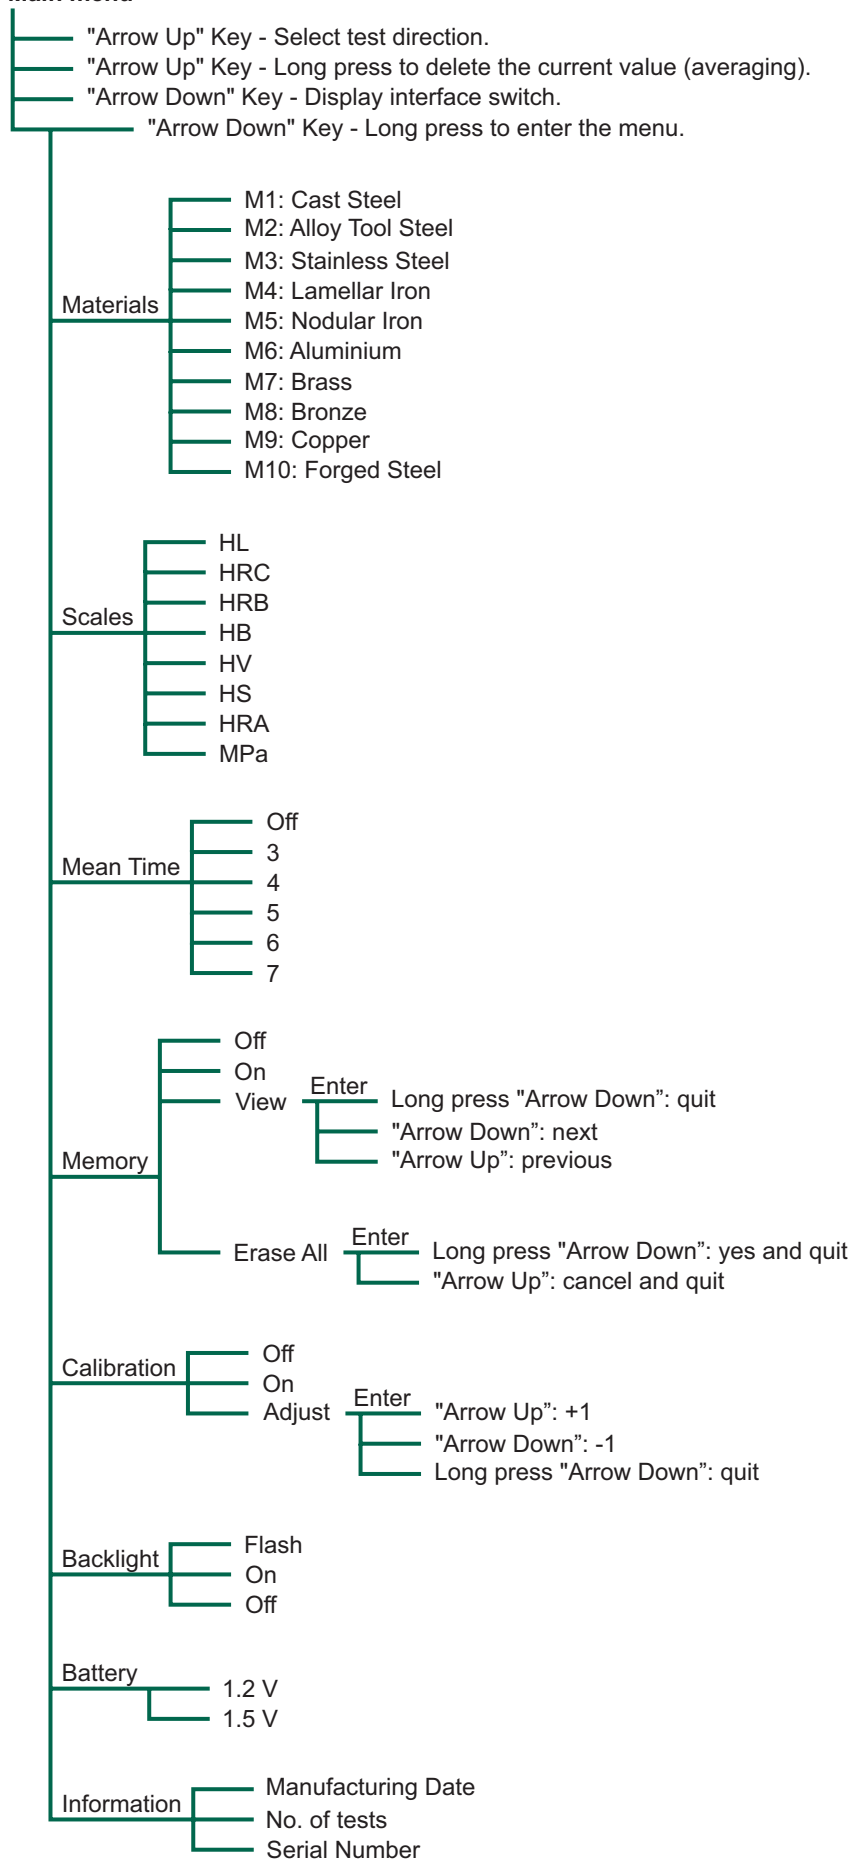 Main Menu
"Arrow Up" Key - Select test direction.
"Arrow Up" Key - Long press to delete the current value (averaging).
"Arrow Down" Key - Display interface switch.
"Arrow Down" Key - Long press to enter the menu.
Materials
M1: Cast Steel
M2: Alloy Tool Steel
M3: Stainless Steel
M4: Lamellar Iron
M5: Nodular Iron
M6: Aluminium
M7: Brass
M8: Bronze
M9: Copper
M10: Forged Steel
Scales
HL
HRC
HRB
HB
HV
HS
HRA
MPa
Mean Time
Off
3
4
5
6
7
Memory
Off
On
View
Enter
Long press "Arrow Down”: quit
"Arrow Down”: next
"Arrow Up”: previous
Erase All
Enter
Long press "Arrow Down”: yes and quit
"Arrow Up”: cancel and quit
Calibration
Off
On
Adjust
Enter
"Arrow Up”: +1
"Arrow Down”: -1
Long press "Arrow Down”: quit
Backlight
Flash
On
Off
Battery
1.2 V
1.5 V
Information
Manufacturing Date
No. of tests
Serial Number